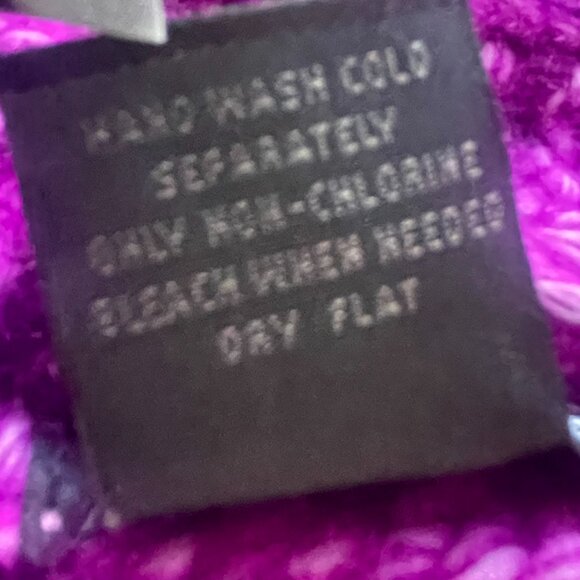 HAND WASH COLD
SEPARATELY
ONLY NON-CHLORINE
BLEACH WHEN NEEDED
DRY FLAT